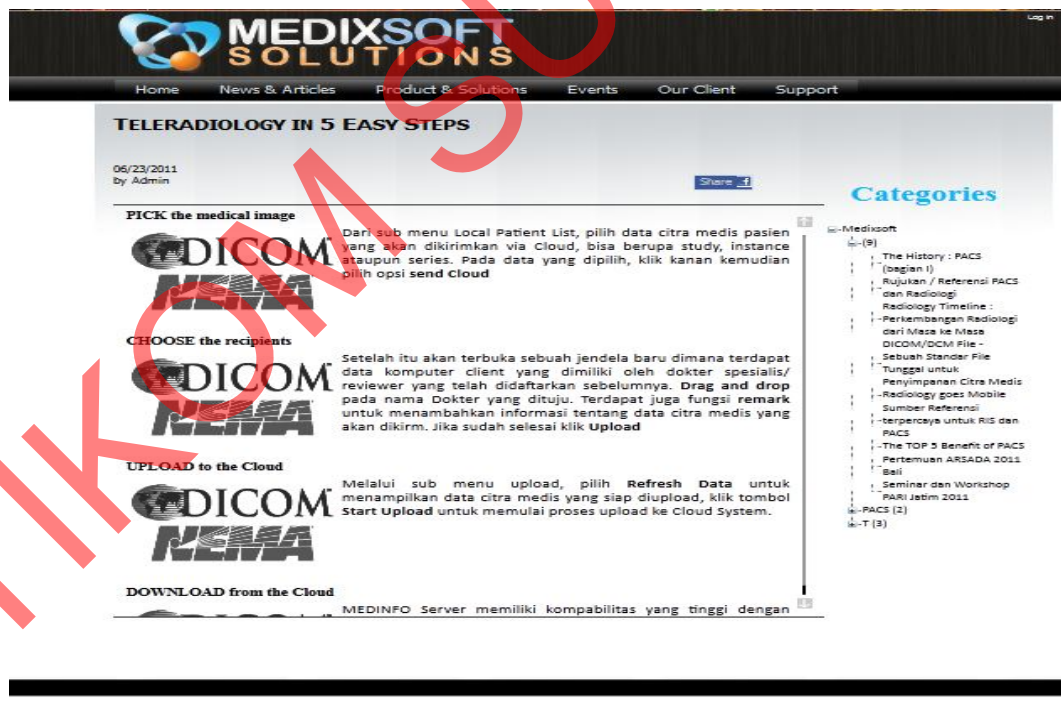 Log in
MEDIXSOFT
SOLUTIONS
Home News & Articles Product & Solutions Events Our Client Support
TELERADIOLOGY IN 5 EASY STEPS
06/23/2011
by Admin
Share f
PICK the medical image
DICOM
NEMA
Dari sub menu Local Patient List, pilih data citra medis pasien
yang akan dikirimkan via Cloud, bisa berupa study, instance
ataupun series. Pada data yang dipilih, klik kanan kemudian
pilih opsi send Cloud
CHOOSE the recipients
DICOM
NEMA
Setelah itu akan terbuka sebuah jendela baru dimana terdapat
data komputer client yang dimiliki oleh dokter spesialis/
reviewer yang telah didaftarkan sebelumnya. Drag and drop
pada nama Dokter yang dituju. Terdapat juga fungsi remark
untuk menambahkan informasi tentang data citra medis yang
akan dikirm. Jika sudah selesai klik Upload
UPLOAD to the Cloud
DICOM
NEMA
Melalui sub menu upload, pilih Refresh Data untuk
menampilkan data citra medis yang siap diupload, klik tombol
Start Upload untuk memulai proses upload ke Cloud System.
DOWNLOAD from the Cloud
MEDINFO Server memiliki kompabilitas yang tinggi dengan
Categories
Medixsoft
(9)
The History : PACS
(bagian I)
Rujukan / Referensi PACS
dan Radiologi
Radiology Timeline :
Perkembangan Radiologi
dari Masa ke Masa
DICOM/DCM File -
Sebuah Standar File
Tunggal untuk
Penyimpanan Citra Medis
Radiology goes Mobile
Sumber Referensi
terpercaya untuk RIS dan
PACS
The TOP 5 Benefit of PACS
Pertemuan ARSADA 2011
Bali
Seminar dan Workshop
PARI Jatim 2011
PACS (2)
T (3)
IKOM SU